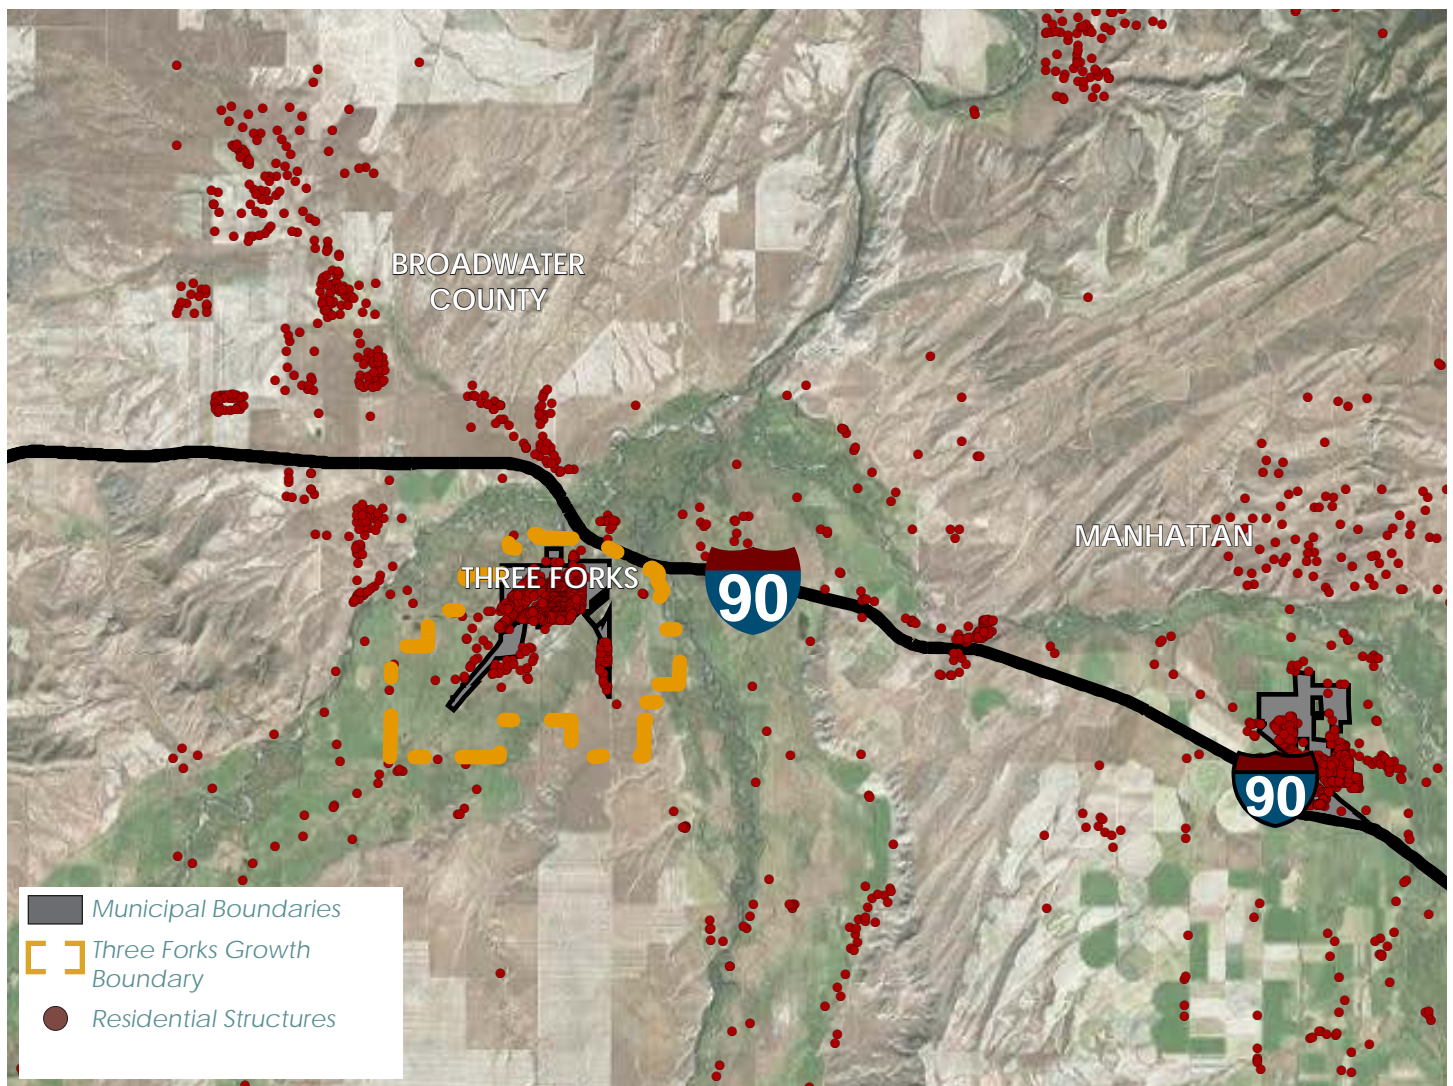 BROADWATER
COUNTY
MANHATTAN
THREE FORKS
90
90
Municipal Boundaries
Three Forks Growth
Boundary
Residential Structures